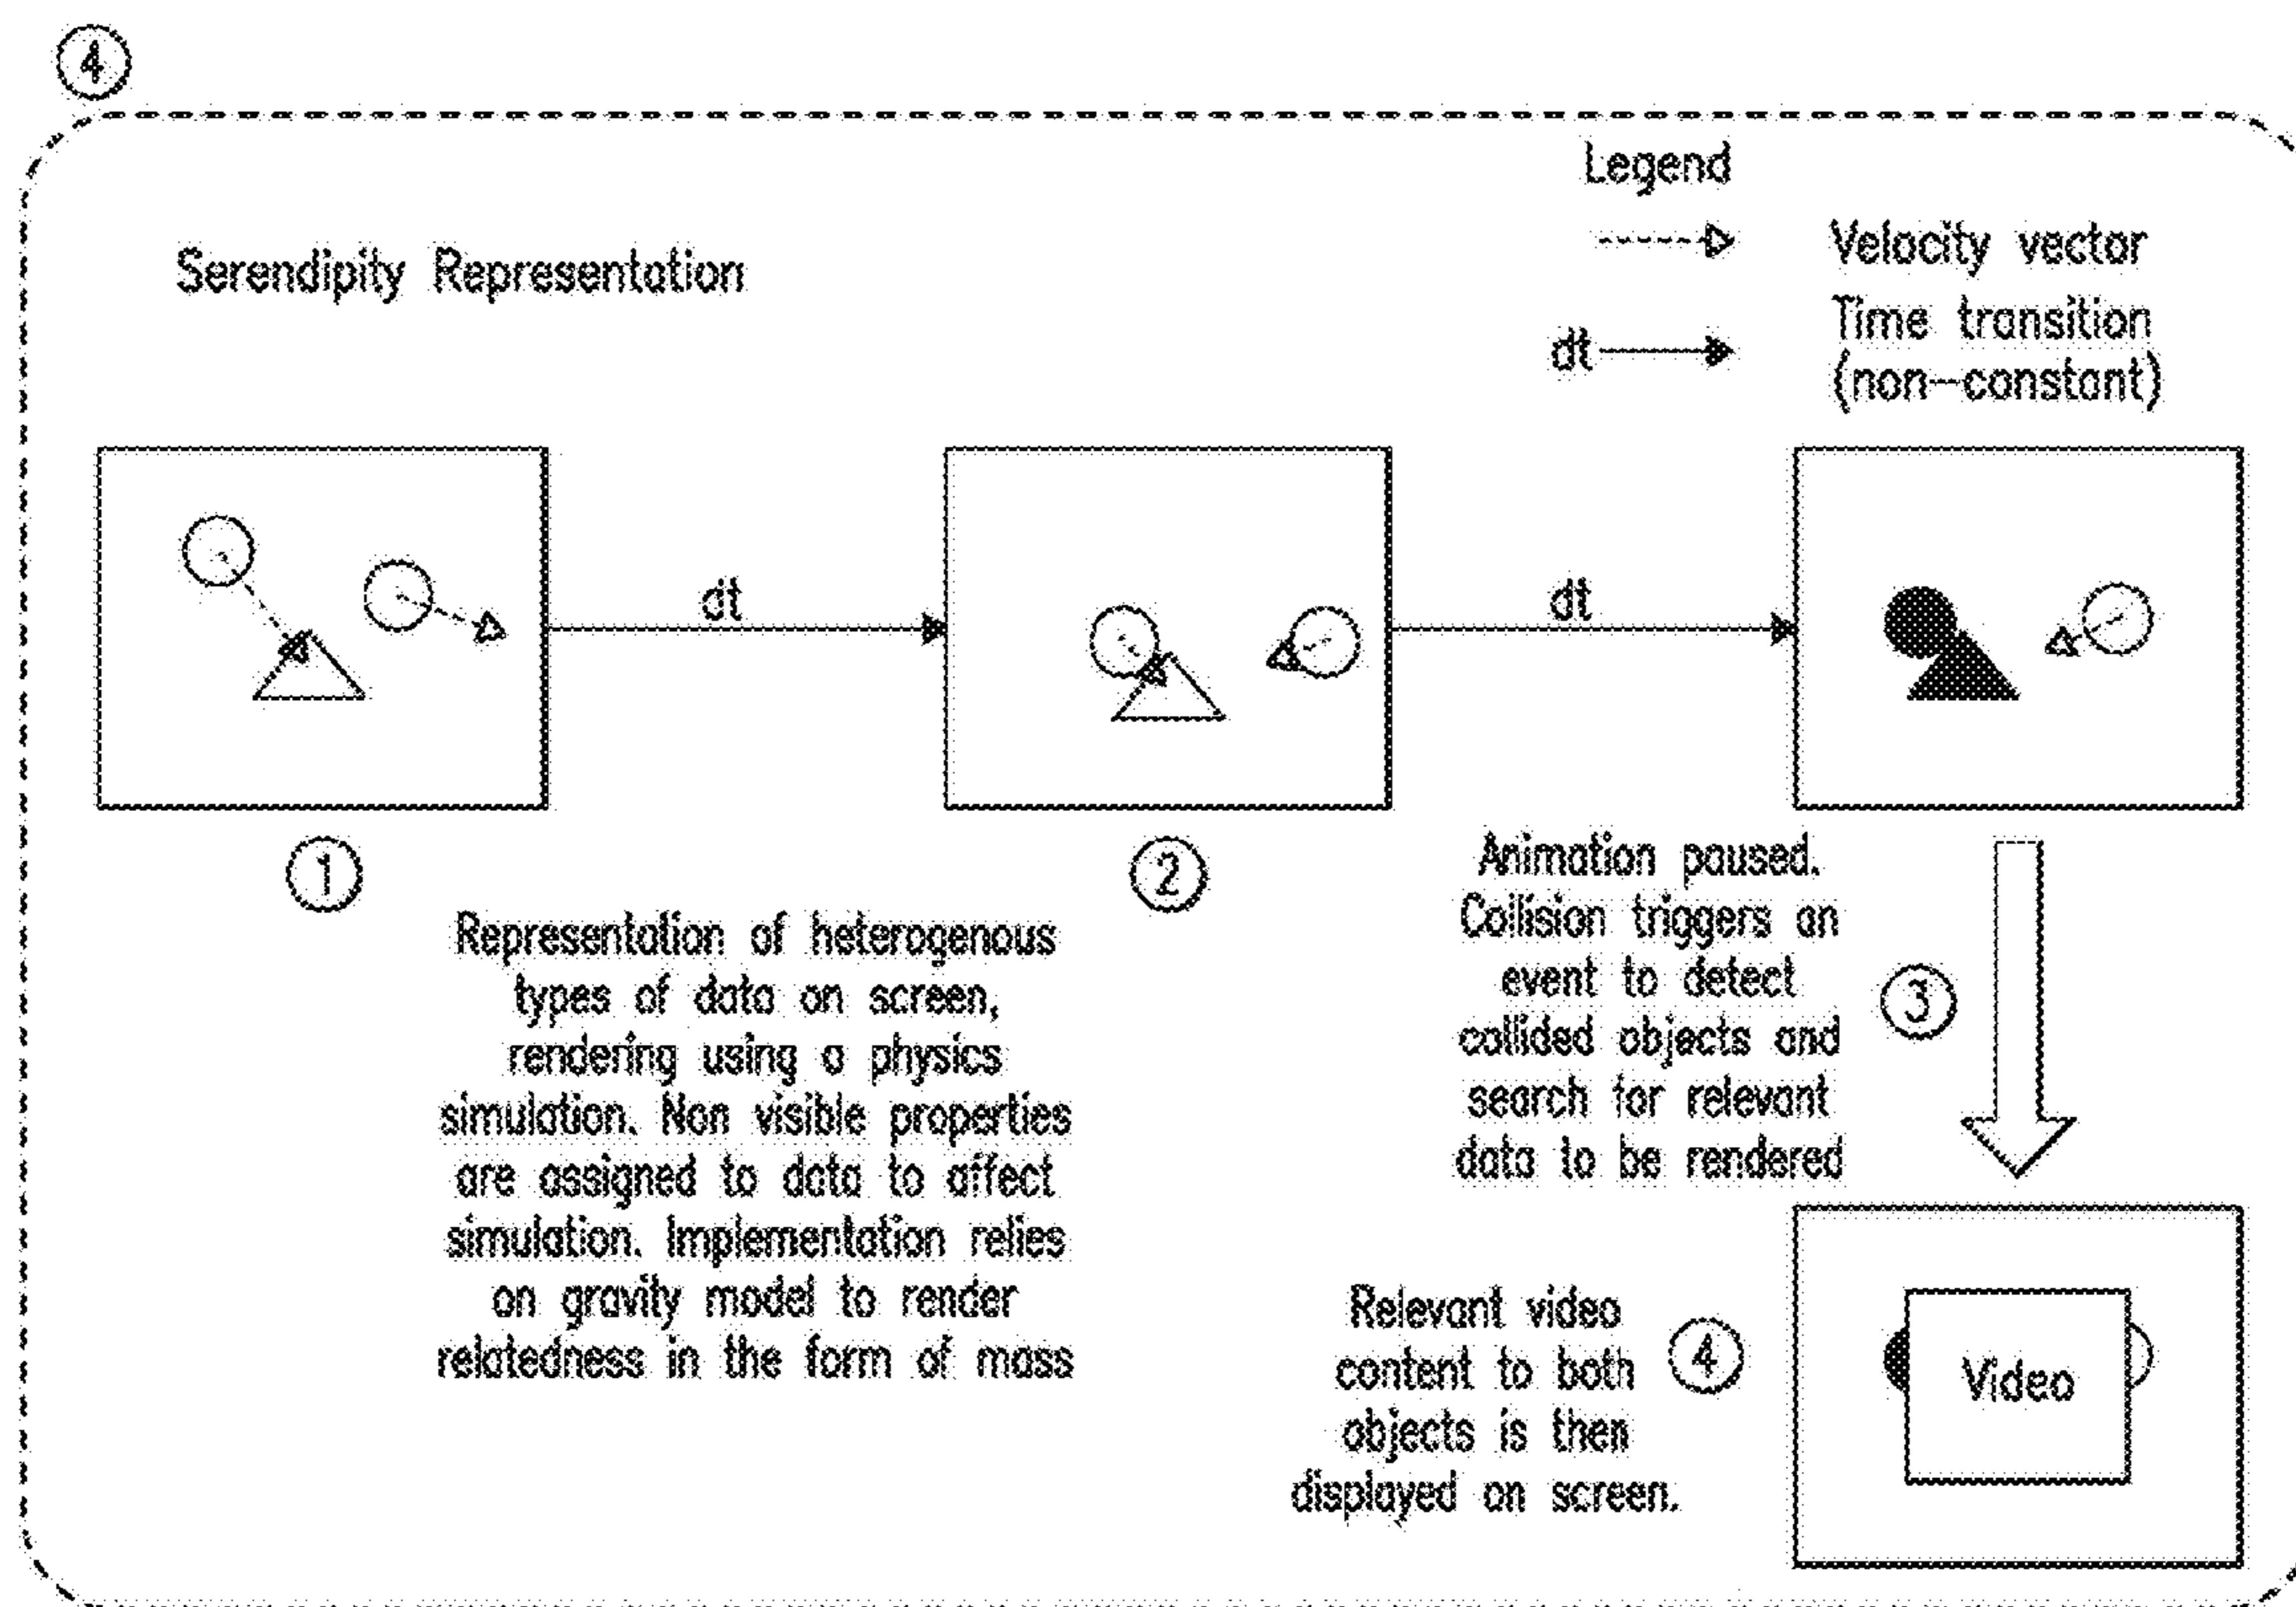 4
Legend
Serendipity Representation
Velocity vector
dt
Time transition
(non-constant)
dt
dt
1
2
Representation of heterogenous
types of data on screen,
rendering using a physics
simulation. Non visible properties
are assigned to data to affect
simulation. Implementation relies
on gravity model to render
relatedness in the form of mass
Animation paused.
Collision triggers an
event to detect
collided objects and
search for relevant
data to be rendered
3
Relevant video
content to both
objects is then
displayed on screen.
4
Video